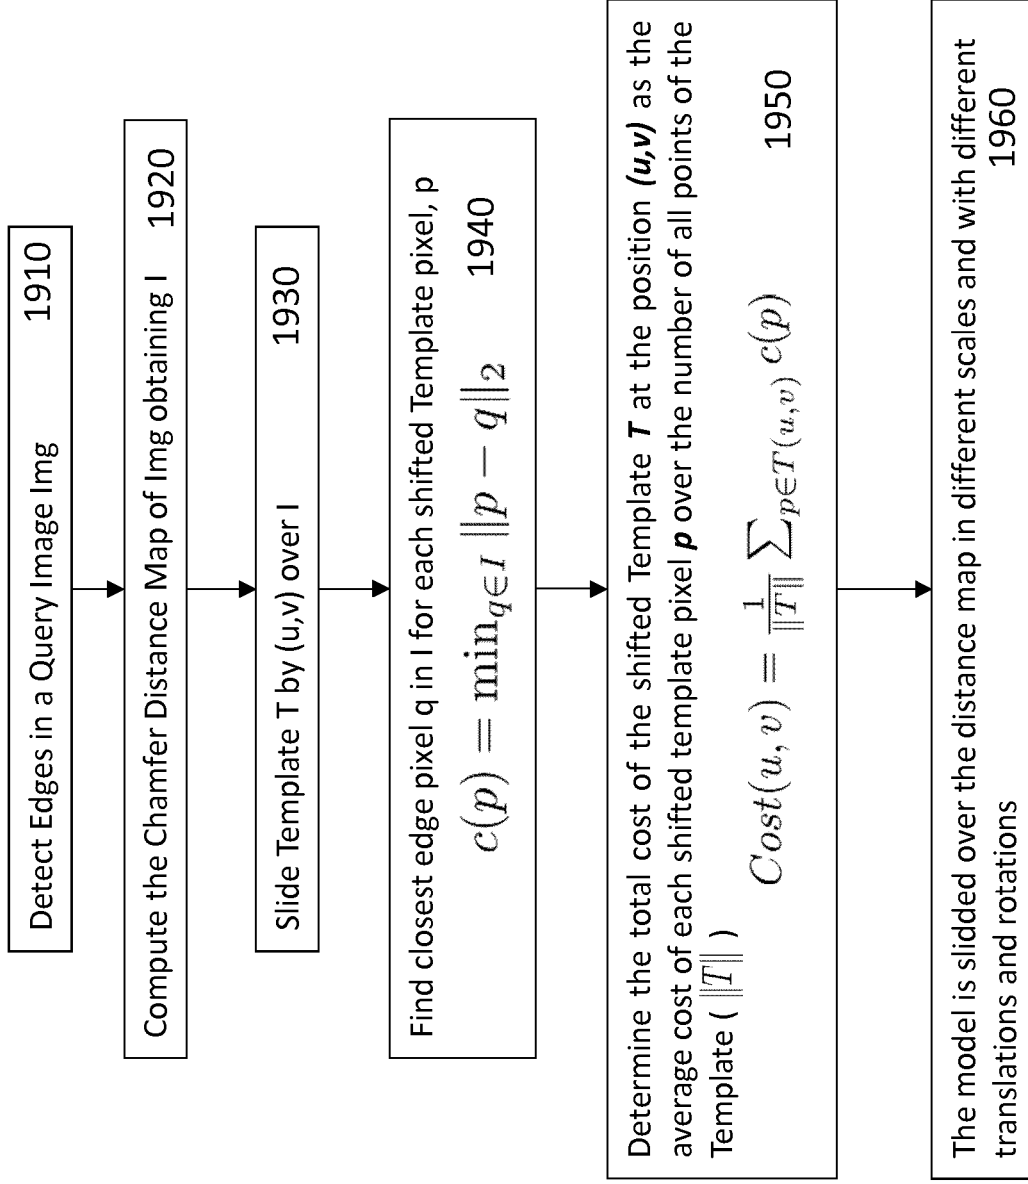 Detect Edges in a Query Image Img 1910
Compute the Chamfer Distance Map of Img obtaining I 1920
Slide Template T by (u,v) over I 1930
Find closest edge pixel q in I for each shifted Template pixel, p
c(p) = min_{q∈I} ‖p − q‖_2 1940
Determine the total cost of the shifted Template T at the position (u,v) as the
average cost of each shifted template pixel p over the number of all points of the
Template ( ‖T‖ )
Cost(u, v) = \frac{1}{‖T‖} ∑_{p∈T(u,v)} c(p) 1950
The model is slidded over the distance map in different scales and with different
translations and rotations 1960